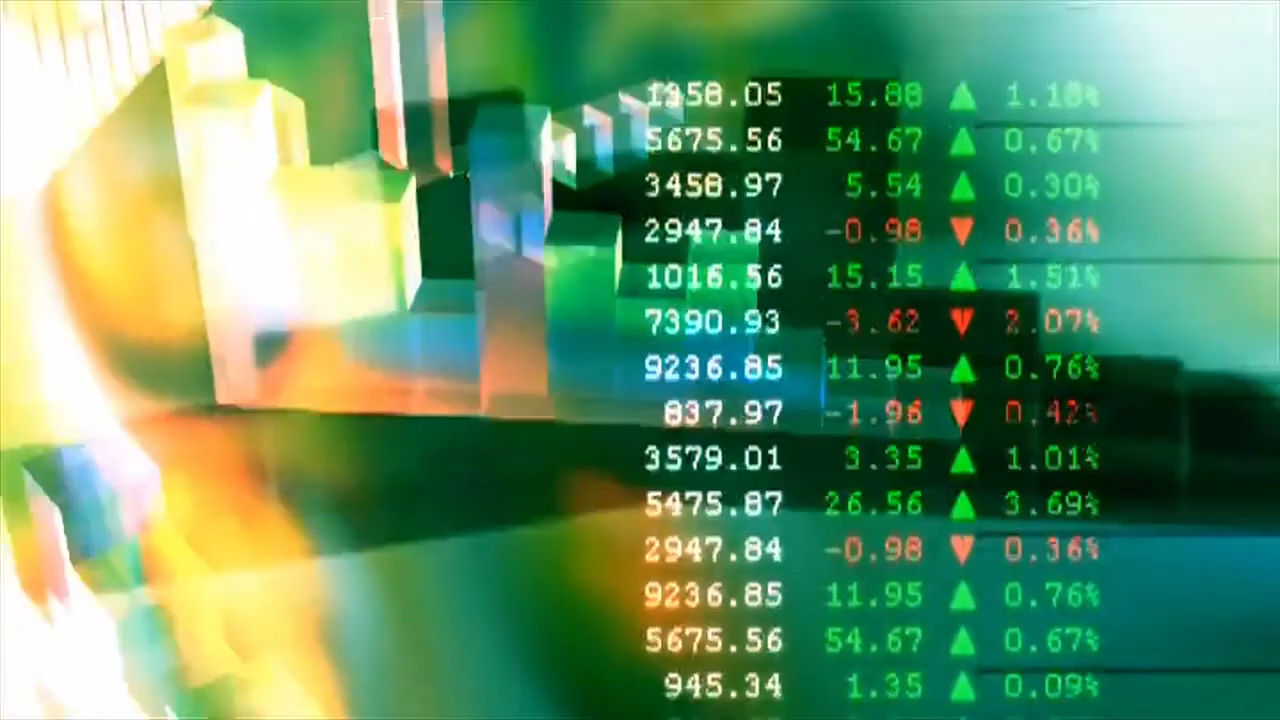 1358.05 15.88 ▲ 1.18%
5675.56 54.67 ▲ 0.67%
3458.97 5.54 ▲ 0.30%
2947.84 -0.98 ▼ 0.36%
1016.56 15.15 ▲ 1.51%
7390.93 -3.62 ▼ 2.07%
9236.85 11.95 ▲ 0.76%
837.97 -1.96 ▼ 0.42%
3579.01 3.35 ▲ 1.01%
5475.87 26.56 ▲ 3.69%
2947.84 -0.98 ▼ 0.36%
9236.85 11.95 ▲ 0.76%
5675.56 54.67 ▲ 0.67%
945.34 1.35 ▲ 0.09%